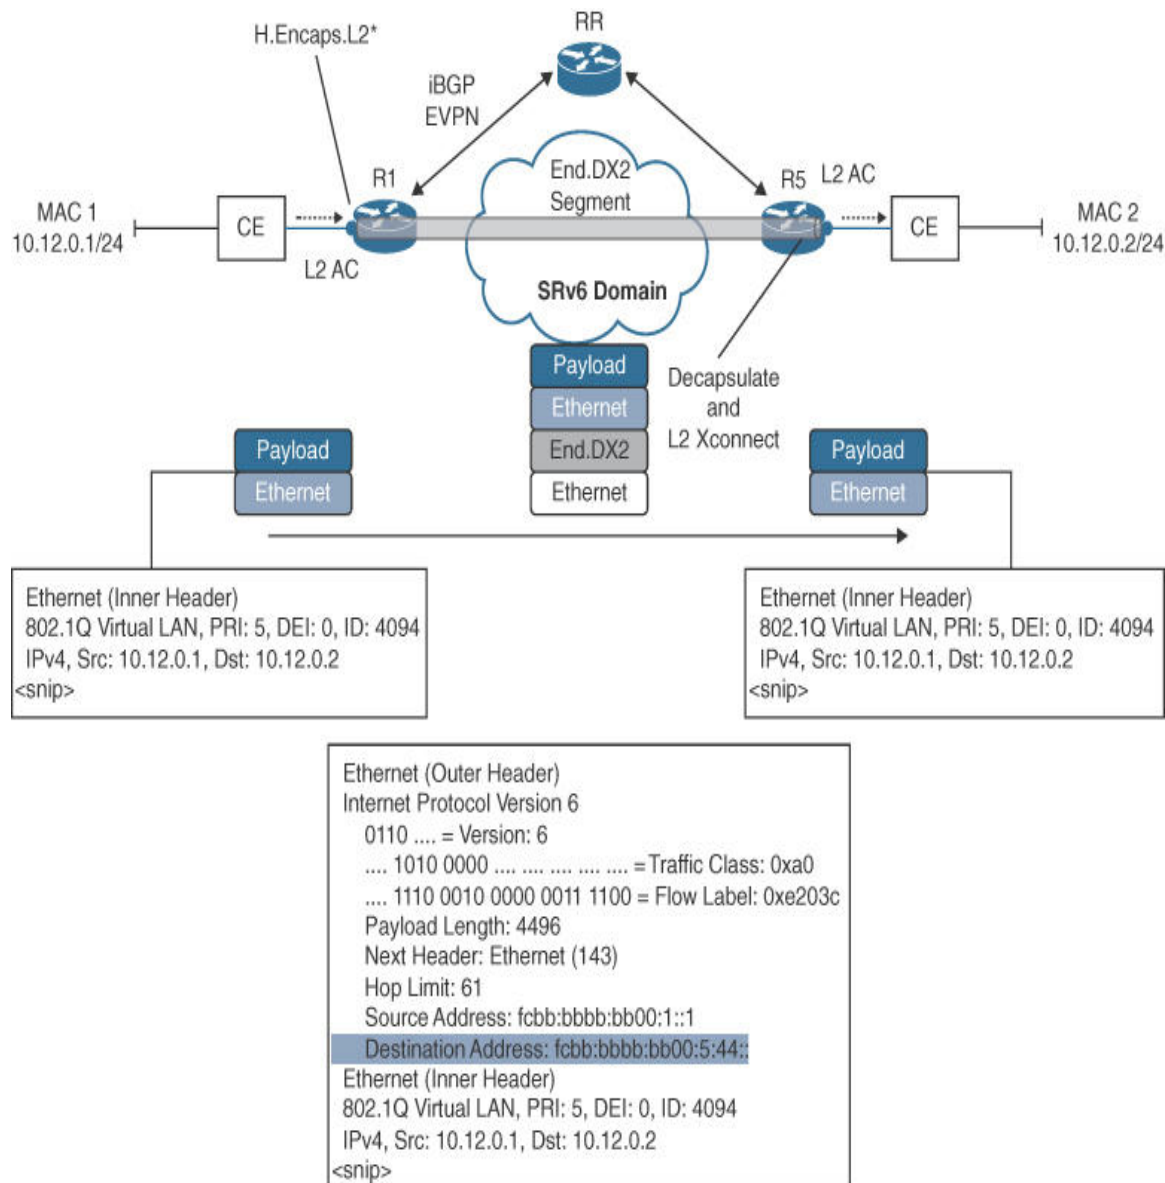 RR
H.Encaps.L2*
iBGP
EVPN
End.DX2
Segment
R1
R5
L2 AC
MAC 1
10.12.0.1/24
CE
CE
MAC 2
10.12.0.2/24
L2 AC
SRv6 Domain
Payload
Ethernet
End.DX2
Ethernet
Decapsulate
and
L2 Xconnect
Payload
Ethernet
Payload
Ethernet
Ethernet (Inner Header)
802.1Q Virtual LAN, PRI: 5, DEI: 0, ID: 4094
IPv4, Src: 10.12.0.1, Dst: 10.12.0.2
<snip>
Ethernet (Inner Header)
802.1Q Virtual LAN, PRI: 5, DEI: 0, ID: 4094
IPv4, Src: 10.12.0.1, Dst: 10.12.0.2
<snip>
Ethernet (Outer Header)
Internet Protocol Version 6
0110 .... = Version: 6
.... 1010 0000 .... .... .... .... .... = Traffic Class: 0xa0
.... 1110 0010 0000 0011 1100 = Flow Label: 0xe203c
Payload Length: 4496
Next Header: Ethernet (143)
Hop Limit: 61
Source Address: fcbb:bbbb:bb00:1::1
Destination Address: fcbb:bbbb:bb00:5:44::
Ethernet (Inner Header)
802.1Q Virtual LAN, PRI: 5, DEI: 0, ID: 4094
IPv4, Src: 10.12.0.1, Dst: 10.12.0.2
<snip>